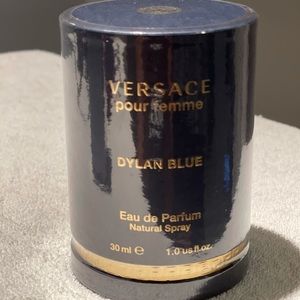 VERSACE
pour femme
DYLAN BLUE
Eau de Parfum
Natural Spray
30 ml ℮ 1.0 us fl. oz.